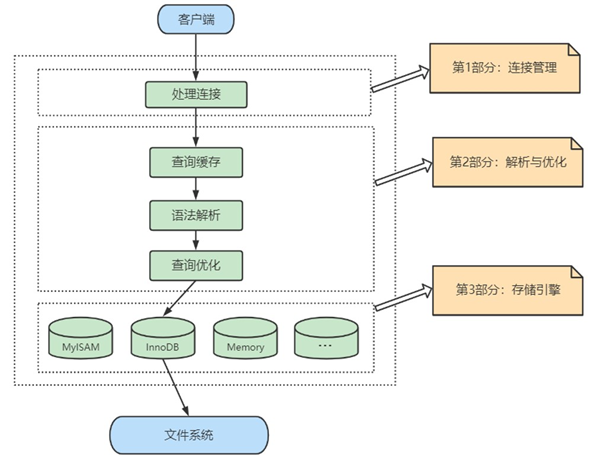 客户端
处理连接
第1部分：连接管理
查询缓存
第2部分：解析与优化
语法解析
查询优化
第3部分：存储引擎
MyISAM
InnoDB
Memory
...
文件系统